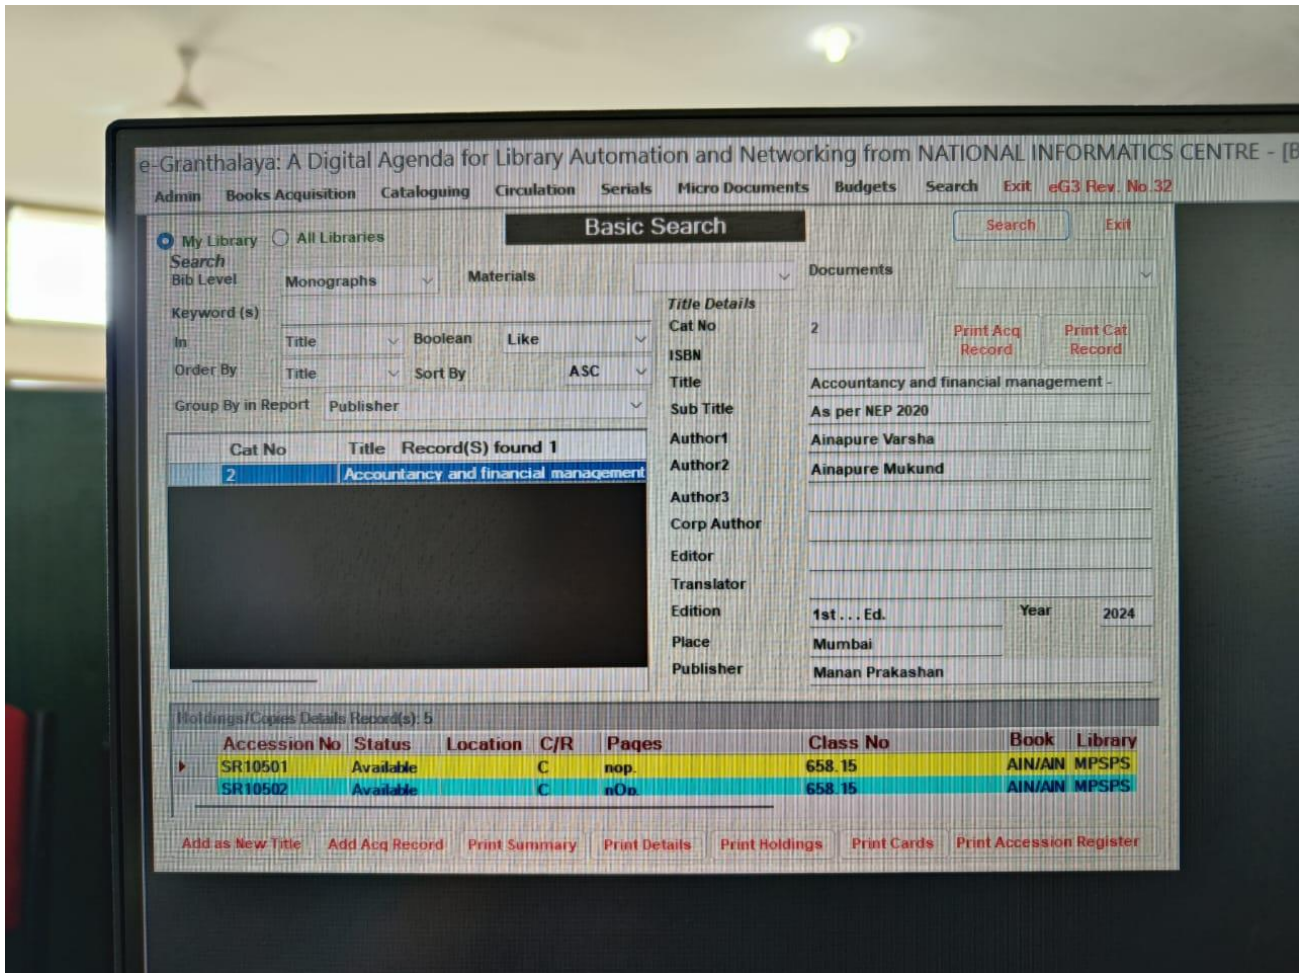 e-Granthalaya: A Digital Agenda for Library Automation and Networking from NATIONAL INFORMATICS CENTRE - [B
Admin Books Acquisition Cataloguing Circulation Serials Micro Documents Budgets Search Exit eG3 Rev. No.32
My Library All Libraries Basic Search Search Exit
Search
Bib Level Monographs Materials Documents
Keyword (s)
In Title Boolean Like
Order By Title Sort By ASC
Group By in Report Publisher
Cat No Title Record(S) found 1
2 Accountancy and financial management
Title Details
Cat No 2 Print Acq Record Print Cat Record
ISBN
Title Accountancy and financial management -
Sub Title As per NEP 2020
Author1 Ainapure Varsha
Author2 Ainapure Mukund
Author3
Corp Author
Editor
Translator
Edition 1st . . . Ed. Year 2024
Place Mumbai
Publisher Manan Prakashan
Holdings/Copies Details Record(s): 5
Accession No Status Location C/R Pages Class No Book Library
SR10501 Available C nop. 658.15 AIN/AIN MPSPS
SR10502 Available C nOp. 658.15 AIN/AIN MPSPS
Add as New Title Add Acq Record Print Summary Print Details Print Holdings Print Cards Print Accession Register